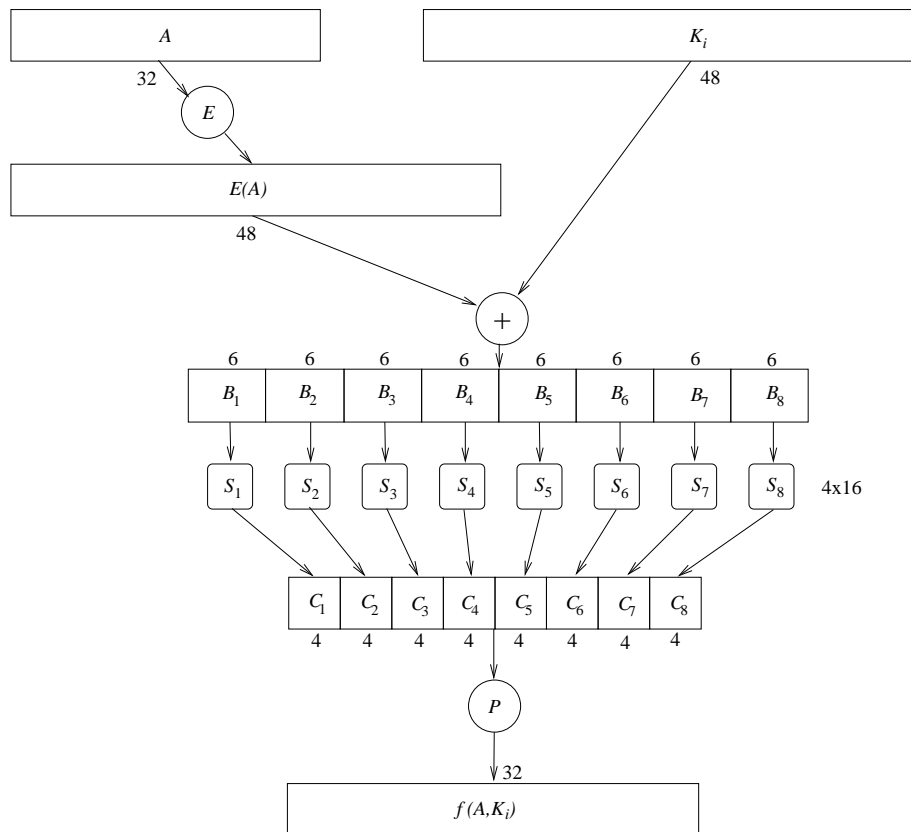 A K_i
32 48
E
E(A)
48
+
6 6 6 6 6 6 6 6
B_1 B_2 B_3 B_4 B_5 B_6 B_7 B_8
S_1 S_2 S_3 S_4 S_5 S_6 S_7 S_8 4x16
C_1 C_2 C_3 C_4 C_5 C_6 C_7 C_8
4 4 4 4 4 4 4 4
P
32
f(A,K_i)